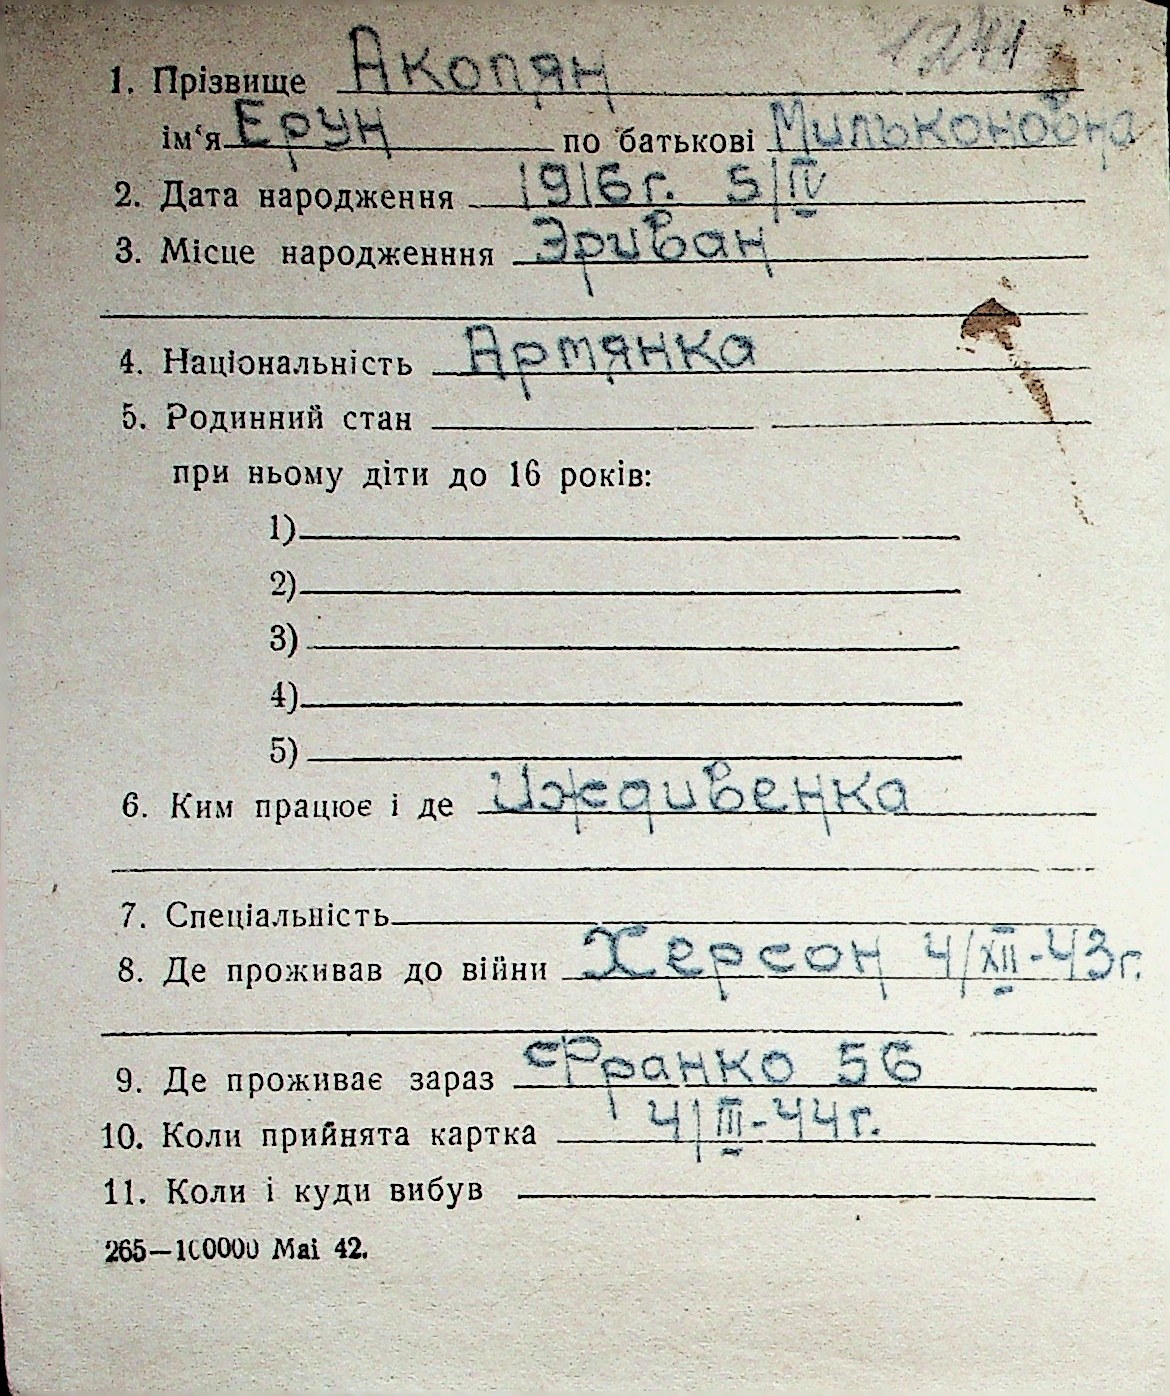 1241
1. Прізвище Акопян
ім‘я Ерун по батькові Мильконовна
2. Дата народження 1916г. 5/IV
3. Місце народженння Эриван
4. Національність Артянка
5. Родинний стан
при ньому діти до 16 років:
1)
2)
3)
4)
5)
6. Ким працює і де Иждивенка
7. Спеціальність
8. Де проживав до війни Херсон 4/XII-43г.
9. Де проживає зараз Франко 56
10. Коли прийнята картка 4/III-44г.
11. Коли і куди вибув
265—100000 Mai 42.